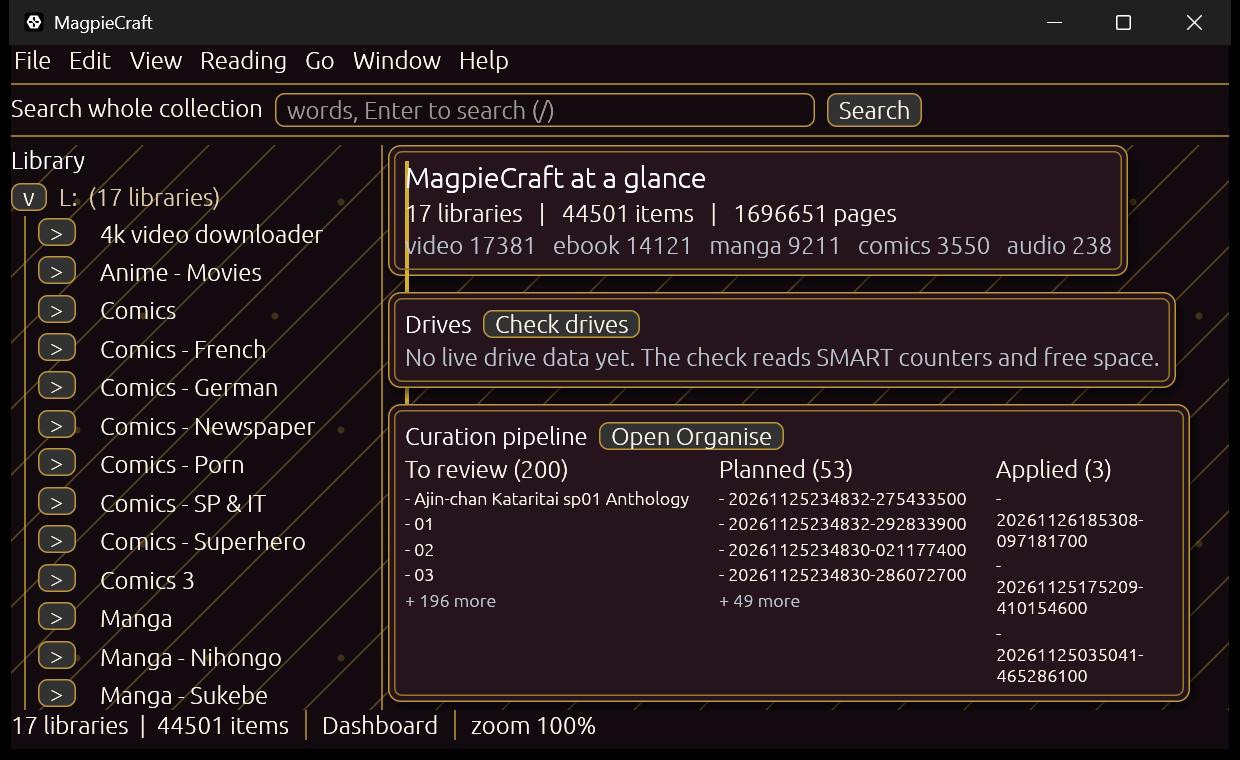 MagpieCraft
File Edit View Reading Go Window Help
Search whole collection words, Enter to search (/) Search
Library
v L: (17 libraries)
> 4k video downloader
> Anime - Movies
> Comics
> Comics - French
> Comics - German
> Comics - Newspaper
> Comics - Porn
> Comics - SP & IT
> Comics - Superhero
> Comics 3
> Manga
> Manga - Nihongo
> Manga - Sukebe
MagpieCraft at a glance
17 libraries | 44501 items | 1696651 pages
video 17381 ebook 14121 manga 9211 comics 3550 audio 238
Drives Check drives
No live drive data yet. The check reads SMART counters and free space.
Curation pipeline Open Organise
To review (200)
- Ajin-chan Kataritai sp01 Anthology
- 01
- 02
- 03
+ 196 more
Planned (53)
- 20261125234832-275433500
- 20261125234832-292833900
- 20261125234830-021177400
- 20261125234830-286072700
+ 49 more
Applied (3)
-
20261126185308-
097181700
-
20261125175209-
410154600
-
20261125035041-
465286100
17 libraries | 44501 items | Dashboard | zoom 100%